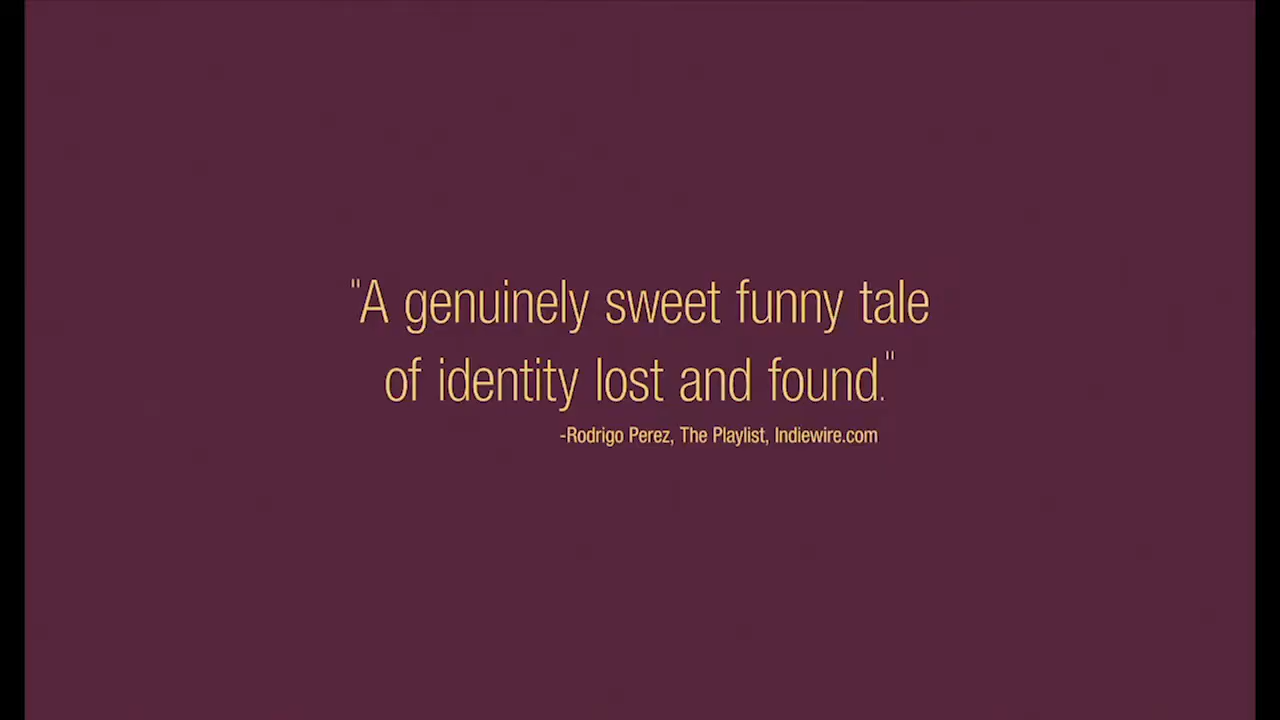 "A genuinely sweet funny tale
of identity lost and found."
-Rodrigo Perez, The Playlist, Indiewire.com